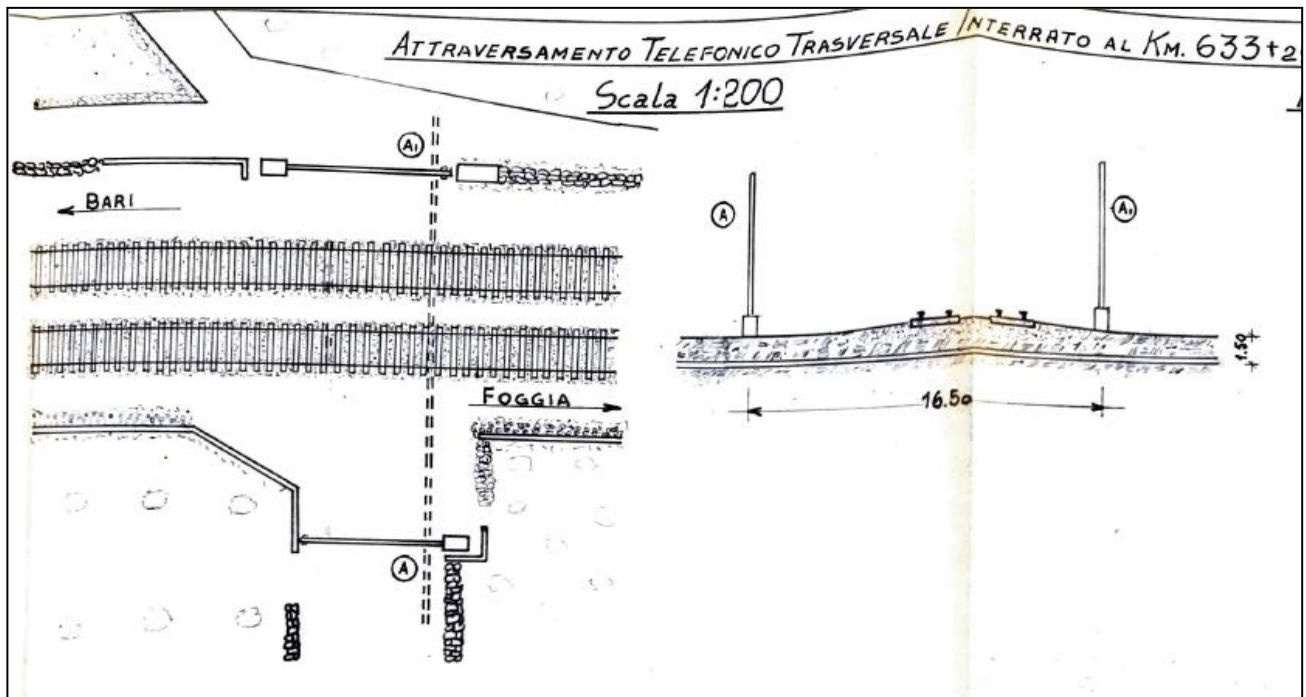 ATTRAVERSAMENTO TELEFONICO TRASVERSALE INTERRATO AL KM. 633+2
Scala 1:200
A1
BARI
FOGGIA
A
A
A1
1.50
16.50